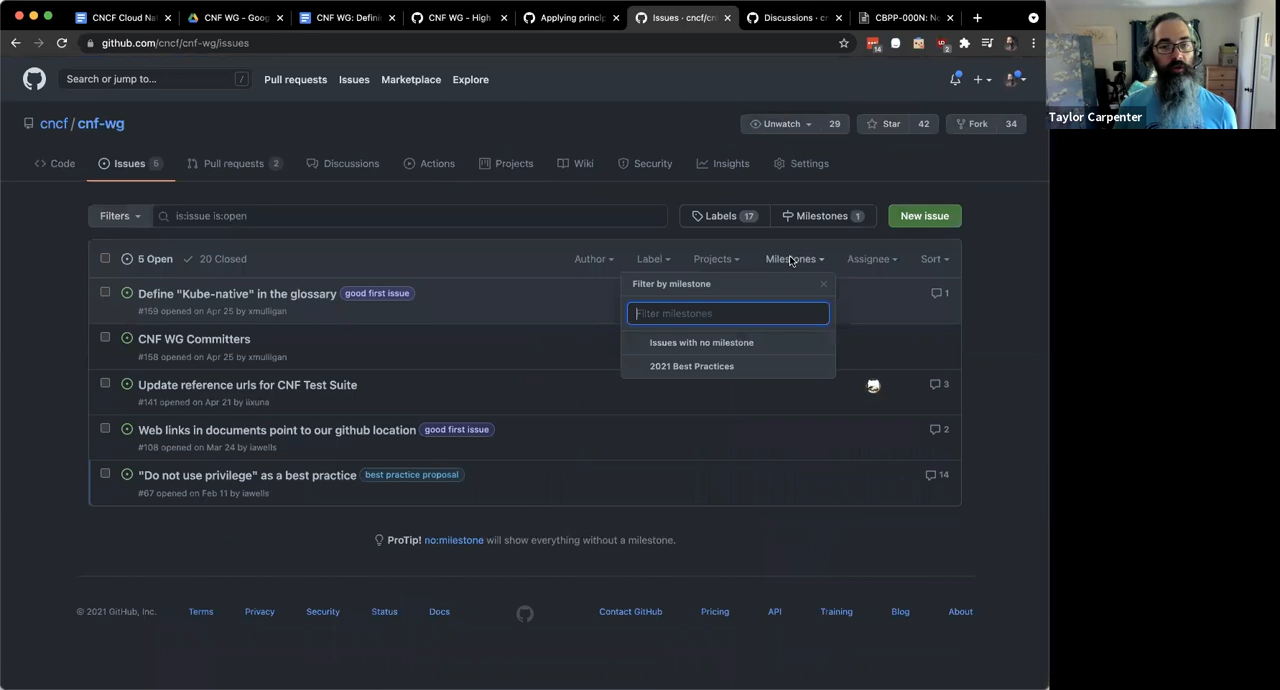 CNCF Cloud Na
CNF WG - Goog
CNF WG: Defini
CNF WG - High
Applying princip
Issues · cncf/cn
Discussions · c
CBPP-000N: N
github.com/cncf/cnf-wg/issues
14
2
Search or jump to...
/
Pull requests
Issues
Marketplace
Explore
Taylor Carpenter
cncf / cnf-wg
Unwatch
29
Star
42
Fork
34
Code
Issues 5
Pull requests 2
Discussions
Actions
Projects
Wiki
Security
Insights
Settings
Filters
is:issue is:open
Labels 17
Milestones 1
New issue
5 Open
20 Closed
Author
Label
Projects
Milestones
Assignee
Sort
Filter by milestone
Filter milestones
Issues with no milestone
2021 Best Practices
Define "Kube-native" in the glossary good first issue
1
#159 opened on Apr 25 by xmulligan
CNF WG Committers
#158 opened on Apr 25 by xmulligan
Update reference urls for CNF Test Suite
3
#141 opened on Apr 21 by iixuna
Web links in documents point to our github location good first issue
2
#108 opened on Mar 24 by iawells
"Do not use privilege" as a best practice best practice proposal
14
#67 opened on Feb 11 by iawells
ProTip! no:milestone will show everything without a milestone.
© 2021 GitHub, Inc.
Terms
Privacy
Security
Status
Docs
Contact GitHub
Pricing
API
Training
Blog
About